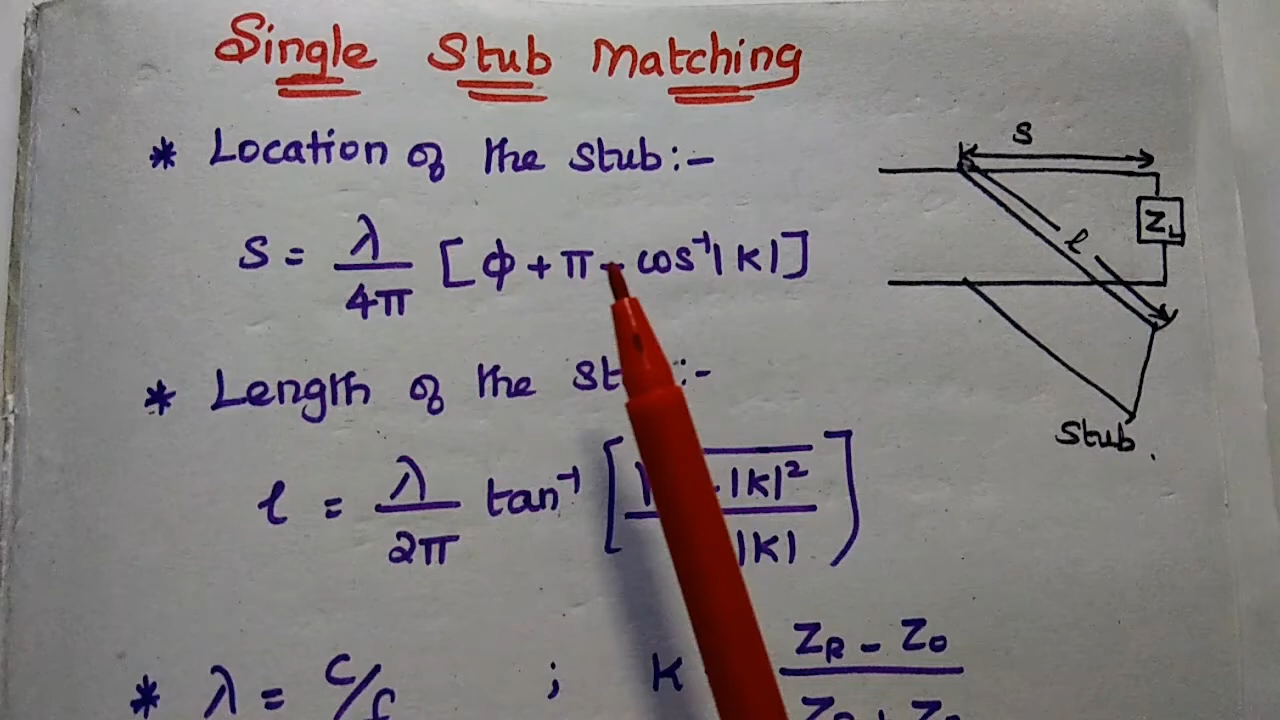 Single Stub Matching
* Location of the stub:-
S = λ/4π [ϕ + π - cos⁻¹|K|]
* Length of the :-
l = λ/2π tan⁻¹ [ |K|² / |K| ]
* λ = c/f ; K Z_R - Z_0
S
Z_L
l
Stub.